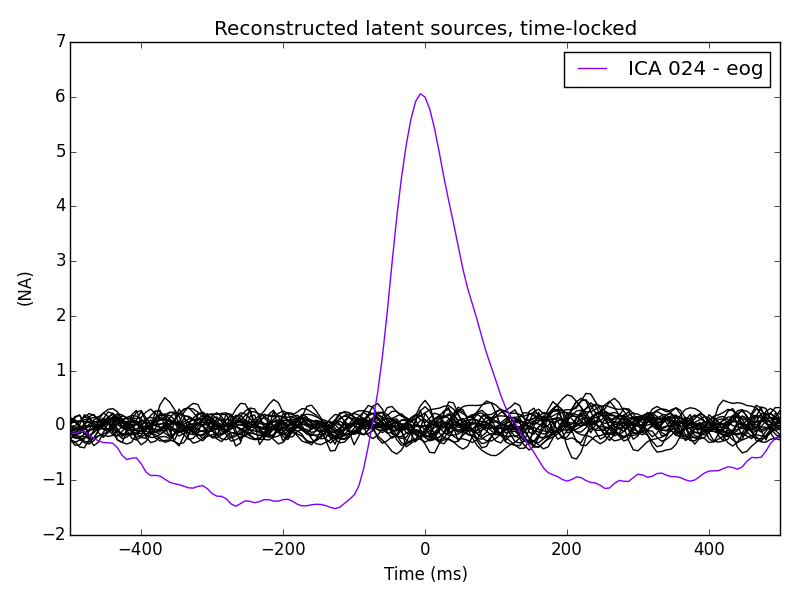 Reconstructed latent sources, time-locked
ICA 024 - eog
7
6
5
4
3
2
1
0
−1
−2
(NA)
−400 −200 0 200 400
Time (ms)